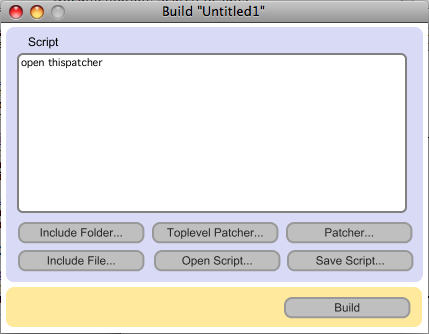 Build "Untitled1"
Script
open thispatcher
Include Folder... Toplevel Patcher... Patcher...
Include File... Open Script... Save Script...
Build